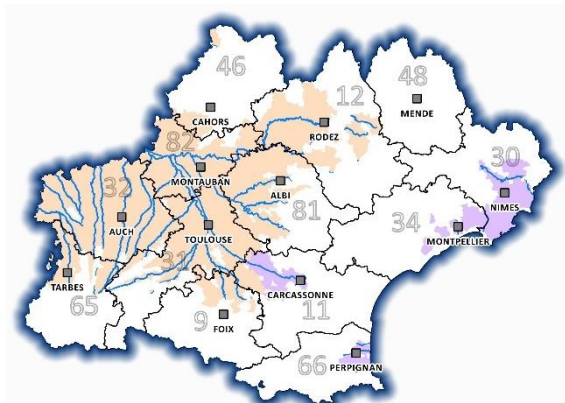 46
48
12
CAHORS
MENDE
RODEZ
82
30
MONTAUBAN
ALBI
NIMES
32
81
34
AUCH
TOULOUSE
MONTPELLIER
31
TARBES
CARCASSONNE
65
9
FOIX
11
66
PERPIGNAN